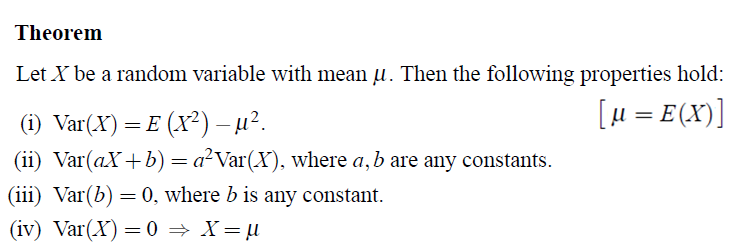 Theorem
Let X be a random variable with mean μ. Then the following properties hold:
[μ = E(X)]
(i) Var(X) = E (X²) – μ².
(ii) Var(aX + b) = a²Var(X), where a, b are any constants.
(iii) Var(b) = 0, where b is any constant.
(iv) Var(X) = 0 ⇒ X = μ